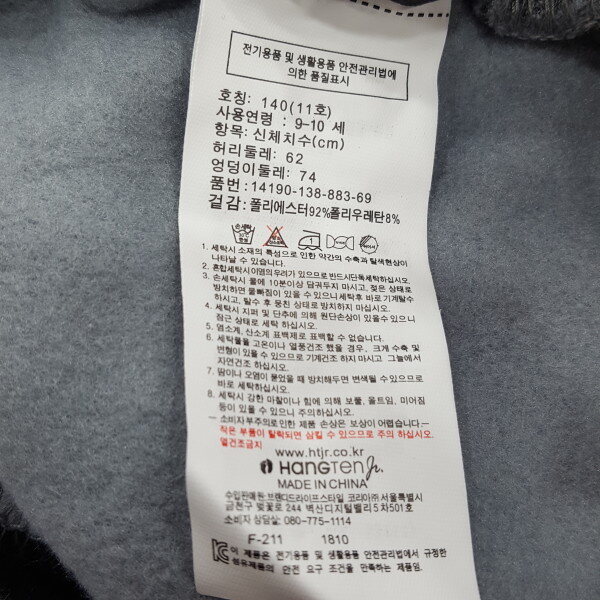 전기용품 및 생활용품 안전관리법에
의한 품질표시
호칭: 140(11호)
사용연령 : 9-10 세
항목: 신체치수(cm)
허리둘레: 62
엉덩이둘레: 74
품번: 14190-138-883-69
겉감: 폴리에스터92%폴리우레탄8%
1. 세탁시 소재의 특성으로 인한 약간의 수축과 탈색현상이
나타날 수 있습니다.
2. 혼합세탁시이염의우려가 있으므로 반드시단독세탁하십시오.
3. 손세탁시 물에 10분이상 담궈두지 마시고, 젖은 상태로
방치하면 물빠짐이 있을 수 있으니세탁후 바로 기계탈수
하시고, 탈수 후 뭉친 상태로 방치하지 마십시오.
4. 세탁시 지퍼 및 단추에 의해 원단손상이 있을수있으니
잠근 상태로 세탁 하십시오.
5. 염소계, 산소계 표백제로 표백할 수 없습니다.
6. 세탁물을 고온이나 열풍건조 했을 경우, 크게 수축 및
변형이 있을 수 있으므로 기계건조 하지 마시고 그늘에서
자연건조 하십시오.
7. 땀이나 오염이 묻었을 때 방치해두면 변색될 수 있으므로
바로 세탁하십시오.
8. 세탁시 강한 마찰이나 힘에 의해 보풀, 올트임, 미어짐
등이 있을 수 있으니 주의하십시오.
— 소비자 부주의로 인한 제품 손상은 보상이 어렵습니다.—
작은 부품이 탈락되면 삼킬 수 있으므로 주의 하십시오.
열건조금지
www.htjr.co.kr
HANGTEN Jr.
MADE IN CHINA
수입판매원:브랜디드라이프스타일 코리아㈜서울특별시
금천구 벚꽃로 244 벽산디지털밸리5차501호
소비자 상담실: 080-775-1114
F-211 1810
이 제품은 전기용품 및 생활용품 안전관리법에서 규정한
섬유제품의 안전 요구 조건을 만족하는 제품임.